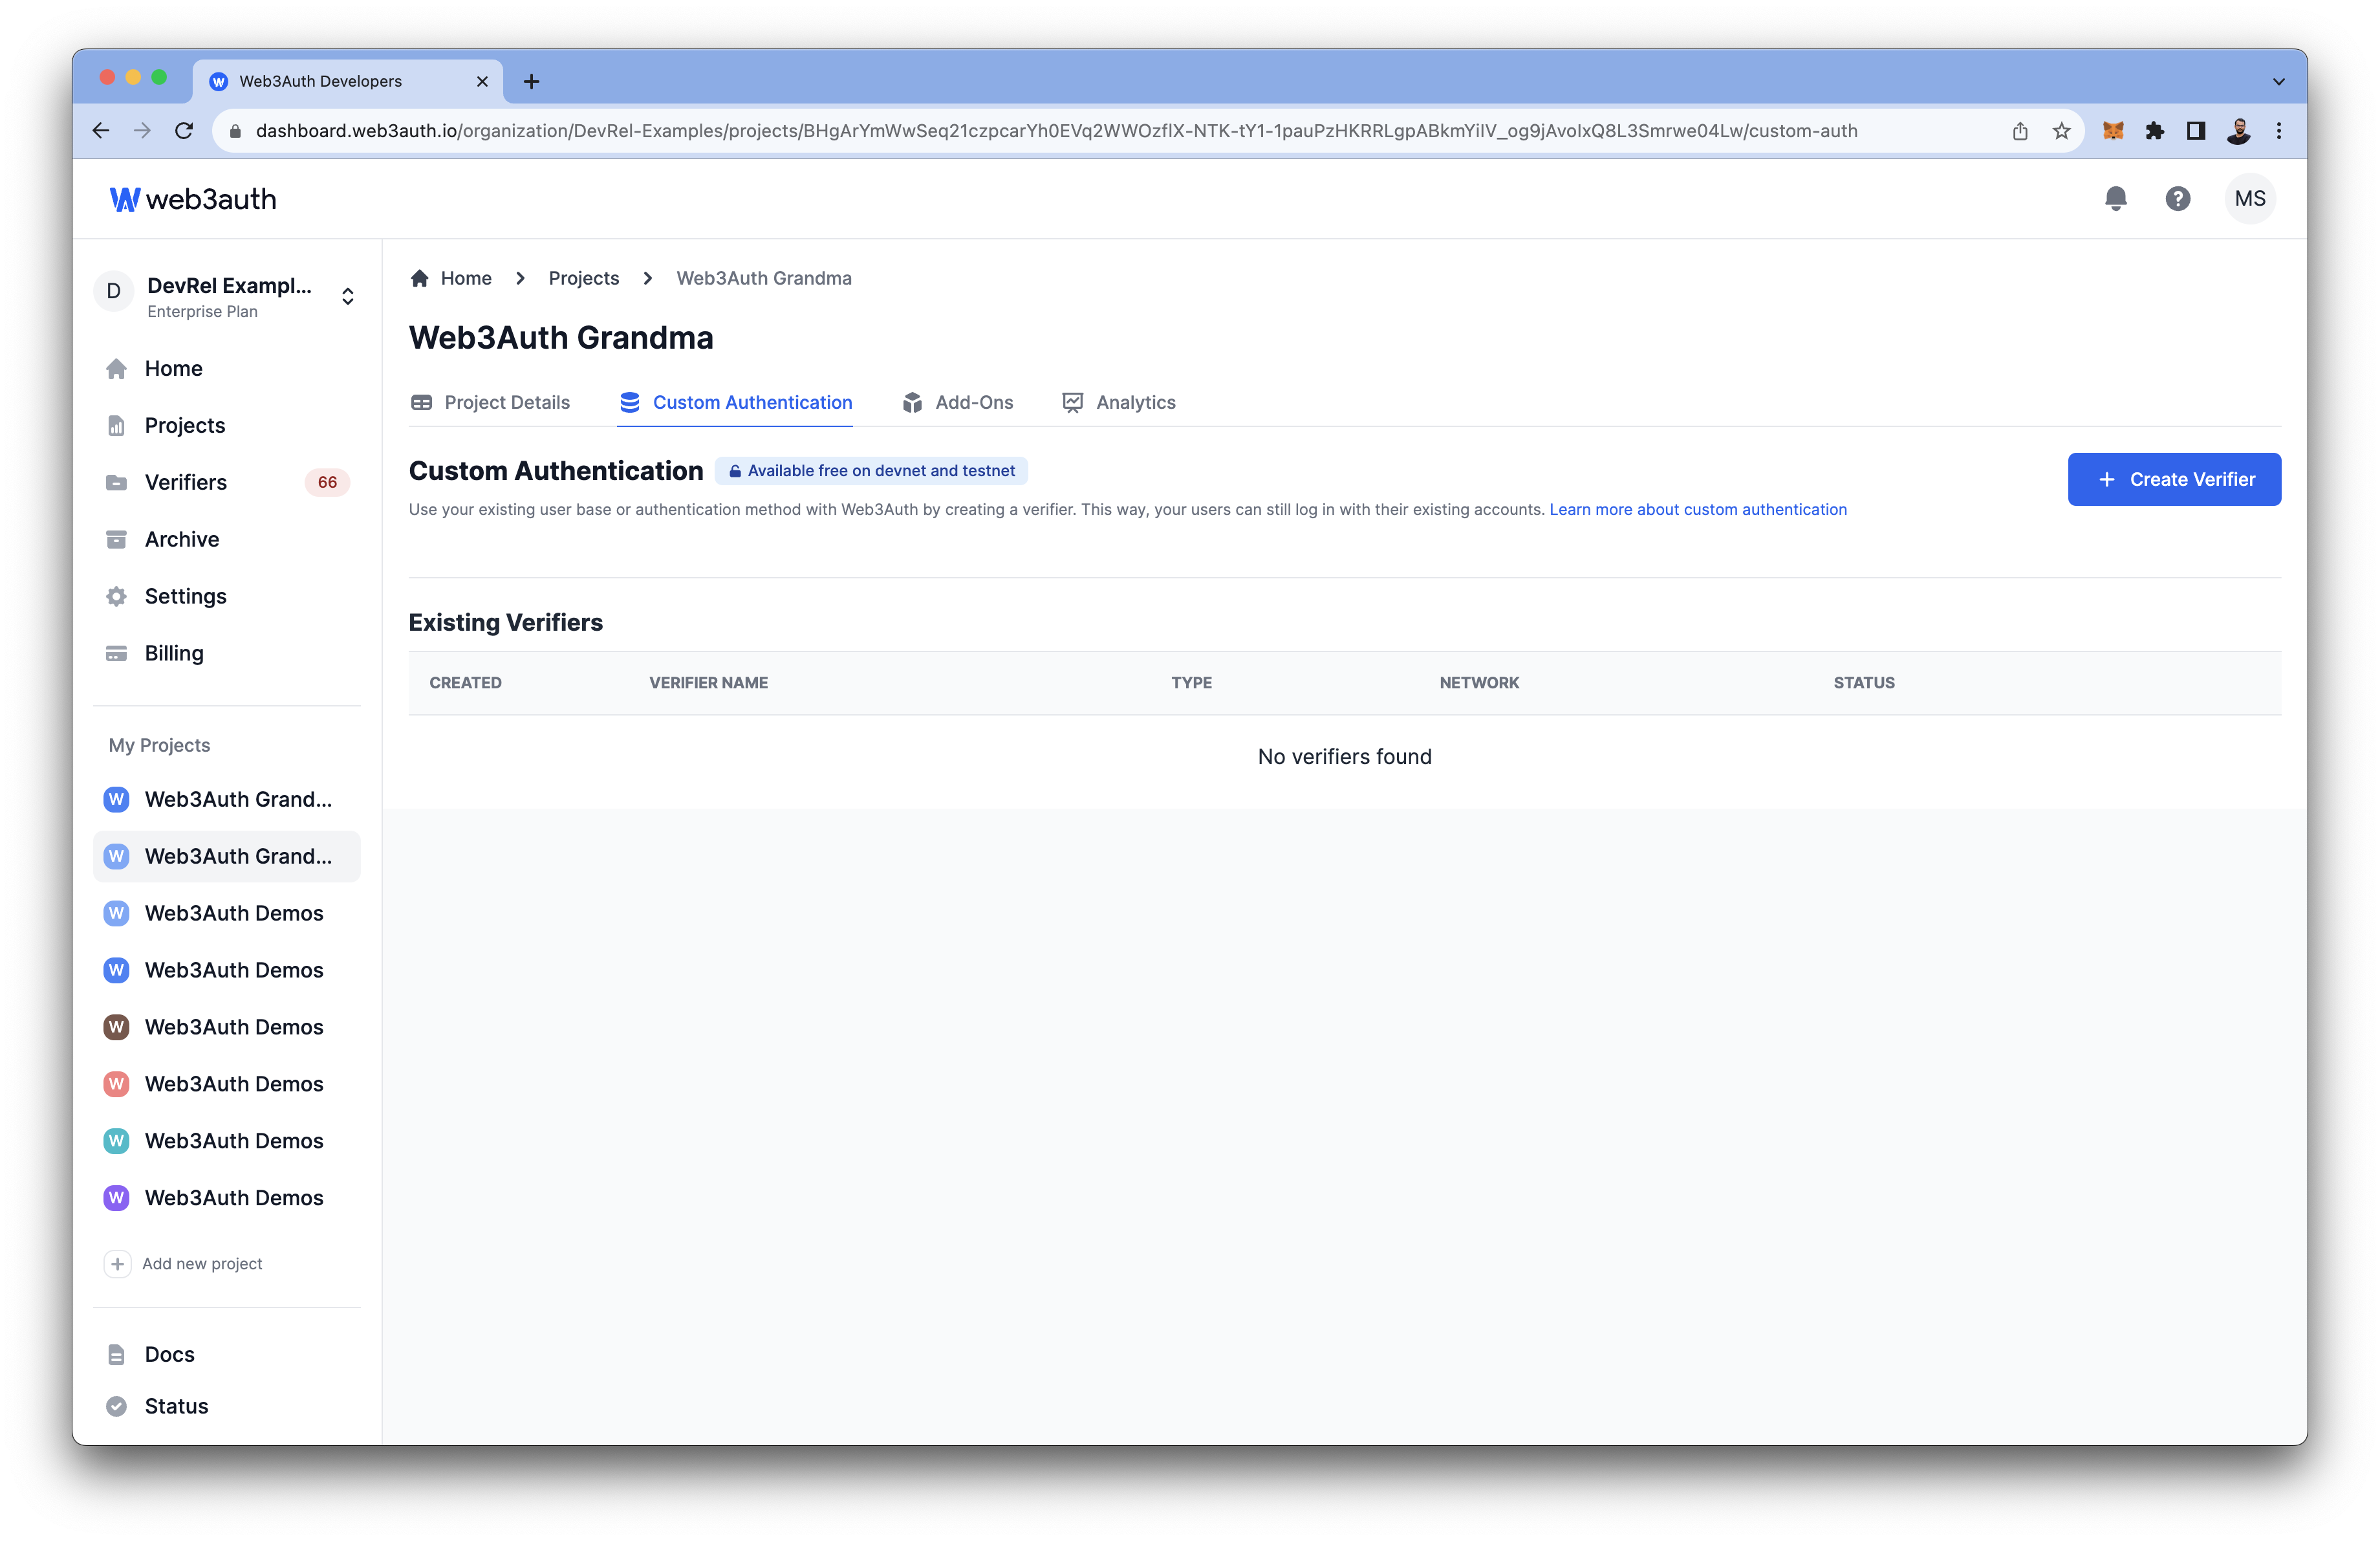 Web3Auth Developers
dashboard.web3auth.io/organization/DevRel-Examples/projects/BHgArYmWwSeq21czpcarYh0EVq2WWOzflX-NTK-tY1-1pauPzHKRRLgpABkmYiIV_og9jAvoIxQ8L3Smrwe04Lw/custom-auth
web3auth
MS
D
DevRel Exampl...
Enterprise Plan
Home
Projects
Verifiers 66
Archive
Settings
Billing
My Projects
W Web3Auth Grand...
W Web3Auth Grand...
W Web3Auth Demos
W Web3Auth Demos
W Web3Auth Demos
W Web3Auth Demos
W Web3Auth Demos
W Web3Auth Demos
Add new project
Docs
Status
Home Projects Web3Auth Grandma
Web3Auth Grandma
Project Details Custom Authentication Add-Ons Analytics
Custom Authentication Available free on devnet and testnet
+ Create Verifier
Use your existing user base or authentication method with Web3Auth by creating a verifier. This way, your users can still log in with their existing accounts. Learn more about custom authentication
Existing Verifiers
CREATED VERIFIER NAME TYPE NETWORK STATUS
No verifiers found